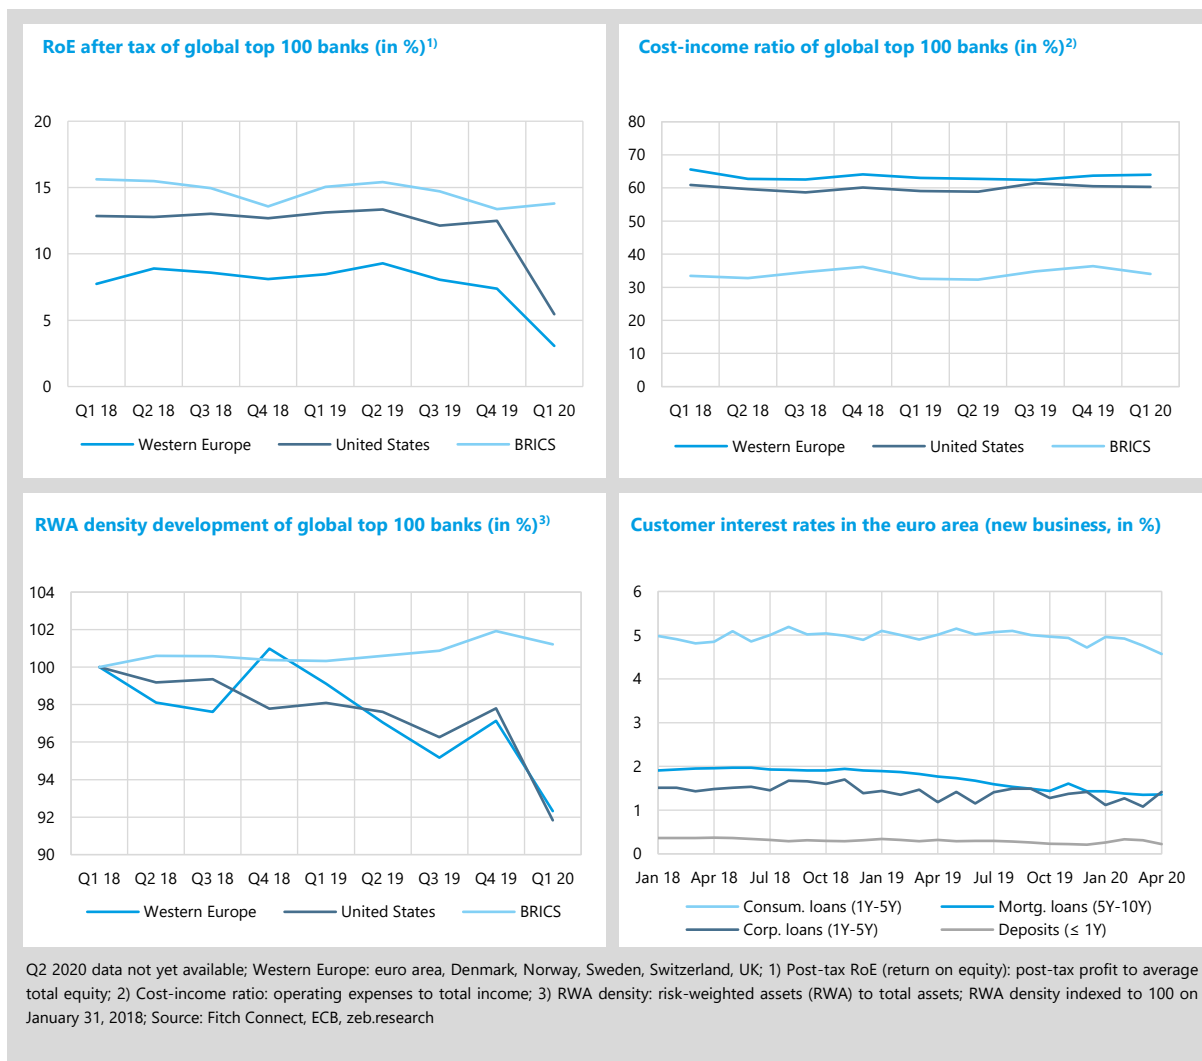 RoE after tax of global top 100 banks (in %)1)
20
15
10
5
0
Q1 18 Q2 18 Q3 18 Q4 18 Q1 19 Q2 19 Q3 19 Q4 19 Q1 20
Western Europe United States BRICS
Cost-income ratio of global top 100 banks (in %)2)
80
70
60
50
40
30
20
10
0
Q1 18 Q2 18 Q3 18 Q4 18 Q1 19 Q2 19 Q3 19 Q4 19 Q1 20
Western Europe United States BRICS
RWA density development of global top 100 banks (in %)3)
104
102
100
98
96
94
92
90
Q1 18 Q2 18 Q3 18 Q4 18 Q1 19 Q2 19 Q3 19 Q4 19 Q1 20
Western Europe United States BRICS
Customer interest rates in the euro area (new business, in %)
6
5
4
3
2
1
0
Jan 18 Apr 18 Jul 18 Oct 18 Jan 19 Apr 19 Jul 19 Oct 19 Jan 20 Apr 20
Consum. loans (1Y-5Y) Mortg. loans (5Y-10Y)
Corp. loans (1Y-5Y) Deposits (≤ 1Y)
Q2 2020 data not yet available; Western Europe: euro area, Denmark, Norway, Sweden, Switzerland, UK; 1) Post-tax RoE (return on equity): post-tax profit to average
total equity; 2) Cost-income ratio: operating expenses to total income; 3) RWA density: risk-weighted assets (RWA) to total assets; RWA density indexed to 100 on
January 31, 2018; Source: Fitch Connect, ECB, zeb.research